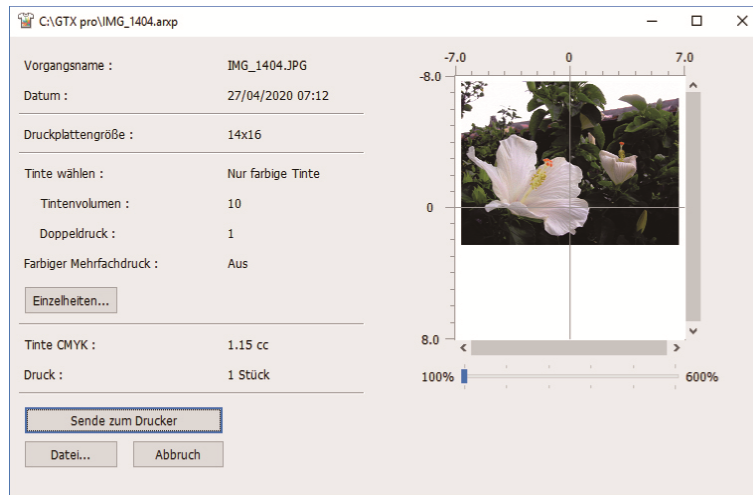 C:\GTX pro\IMG_1404.arxp
Vorgangsname : IMG_1404.JPG
Datum : 27/04/2020 07:12
Druckplattengröße : 14x16
Tinte wählen : Nur farbige Tinte
Tintenvolumen : 10
Doppeldruck : 1
Farbiger Mehrfachdruck : Aus
Einzelheiten...
Tinte CMYK : 1.15 cc
Druck : 1 Stück
Sende zum Drucker
Datei... Abbruch
-7.0 0 7.0
-8.0
0
8.0
100% 600%